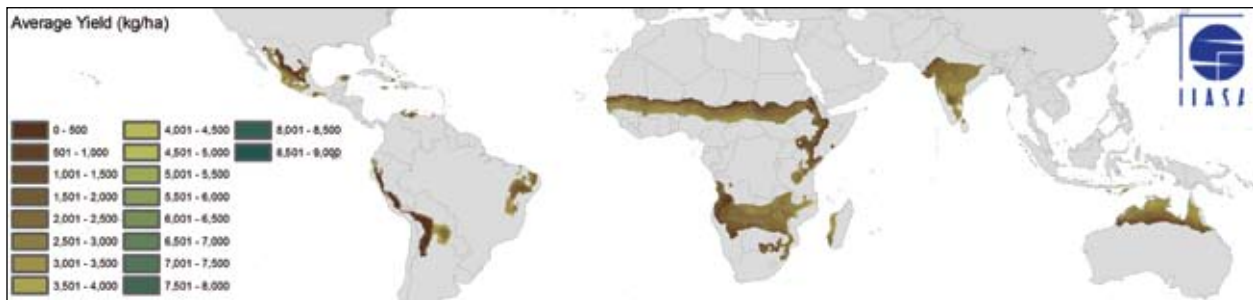 Average Yield (kg/ha)
0 - 500
501 - 1,000
1,001 - 1,500
1,501 - 2,000
2,001 - 2,500
2,501 - 3,000
3,001 - 3,500
3,501 - 4,000
4,001 - 4,500
4,501 - 5,000
5,001 - 5,500
5,501 - 6,000
6,001 - 6,500
6,501 - 7,000
7,001 - 7,500
7,501 - 8,000
8,001 - 8,500
8,501 - 9,000
IIASA